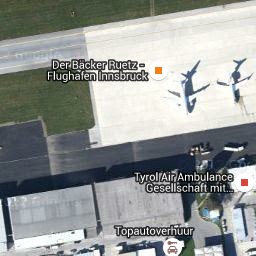 Der Bäcker Ruetz -
Flughafen Innsbruck
Tyrol Air Ambulance
Gesellschaft mit...
Topautoverhuur